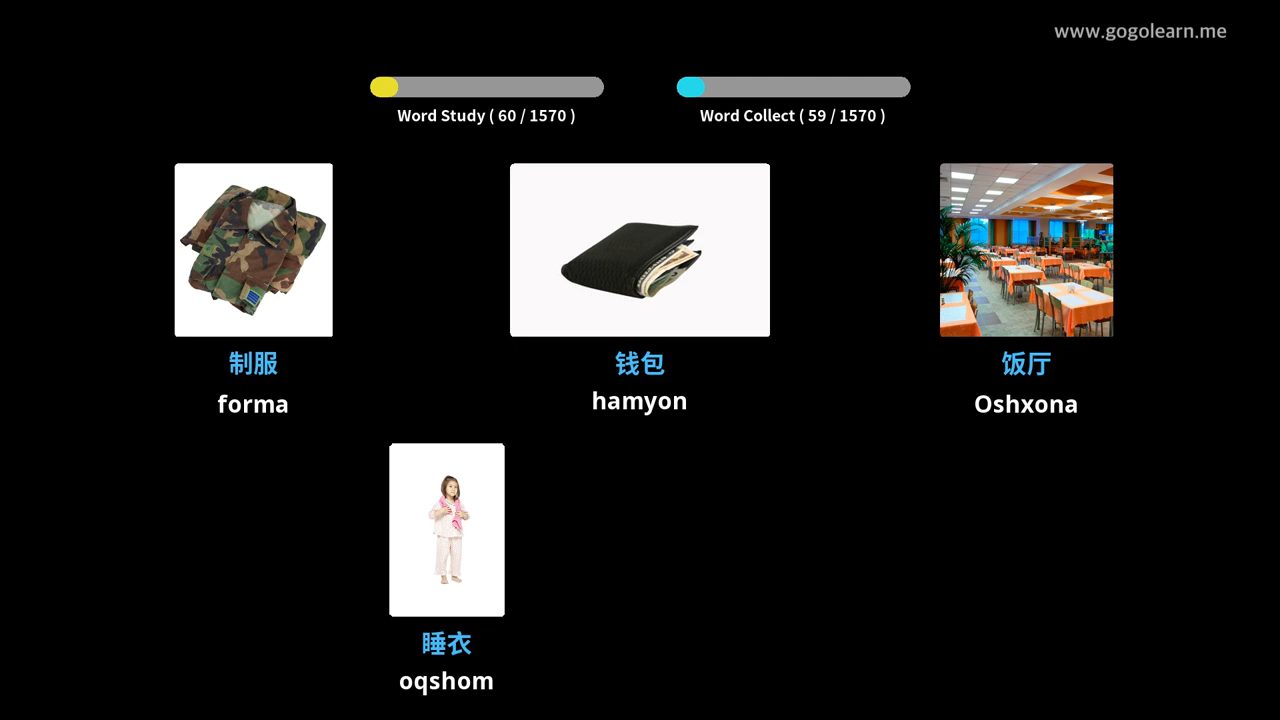 www.gogolearn.me
Word Study ( 60 / 1570 )
Word Collect ( 59 / 1570 )
制服
forma
钱包
hamyon
饭厅
Oshxona
睡衣
oqshom